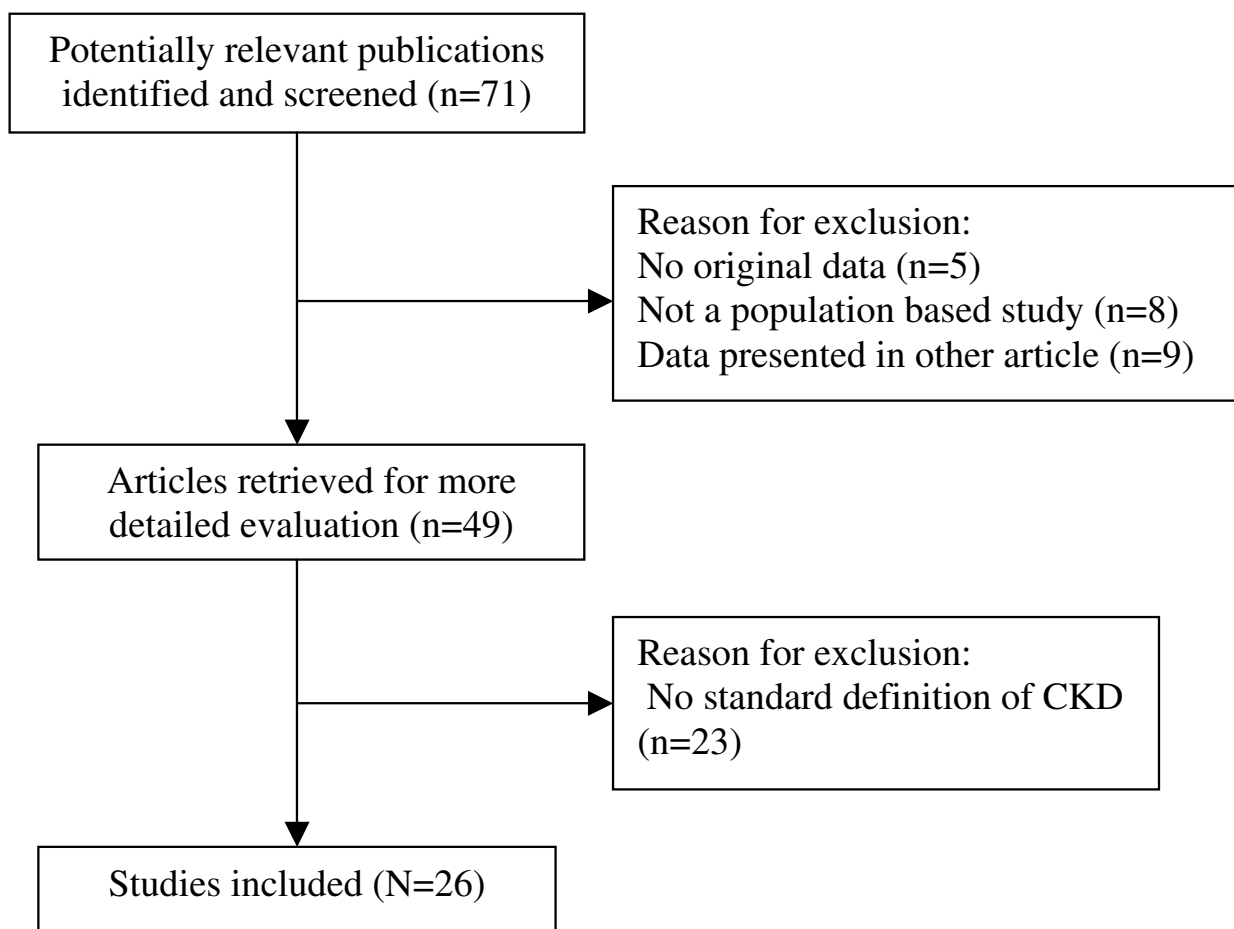 Potentially relevant publications
identified and screened (n=71)
Reason for exclusion:
No original data (n=5)
Not a population based study (n=8)
Data presented in other article (n=9)
Articles retrieved for more
detailed evaluation (n=49)
Reason for exclusion:
No standard definition of CKD
(n=23)
Studies included (N=26)